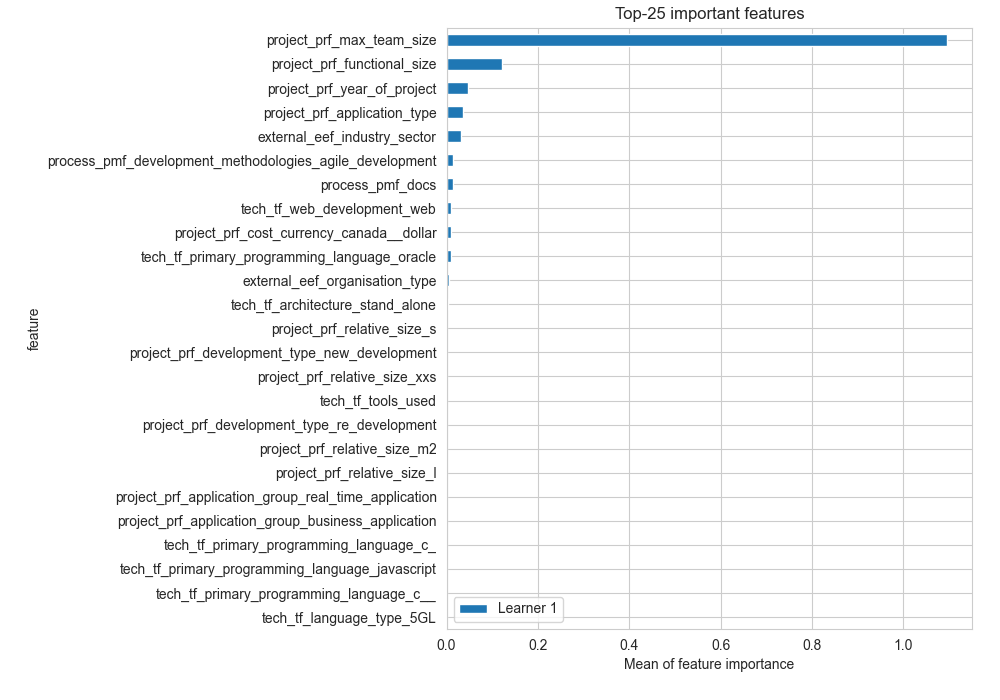 Top-25 important features
project_prf_max_team_size
project_prf_functional_size
project_prf_year_of_project
project_prf_application_type
external_eef_industry_sector
process_pmf_development_methodologies_agile_development
process_pmf_docs
tech_tf_web_development_web
project_prf_cost_currency_canada__dollar
tech_tf_primary_programming_language_oracle
external_eef_organisation_type
tech_tf_architecture_stand_alone
project_prf_relative_size_s
project_prf_development_type_new_development
project_prf_relative_size_xxs
tech_tf_tools_used
project_prf_development_type_re_development
project_prf_relative_size_m2
project_prf_relative_size_l
project_prf_application_group_real_time_application
project_prf_application_group_business_application
tech_tf_primary_programming_language_c_
tech_tf_primary_programming_language_javascript
tech_tf_primary_programming_language_c__
tech_tf_language_type_5GL
feature
Learner 1
0.0 0.2 0.4 0.6 0.8 1.0
Mean of feature importance